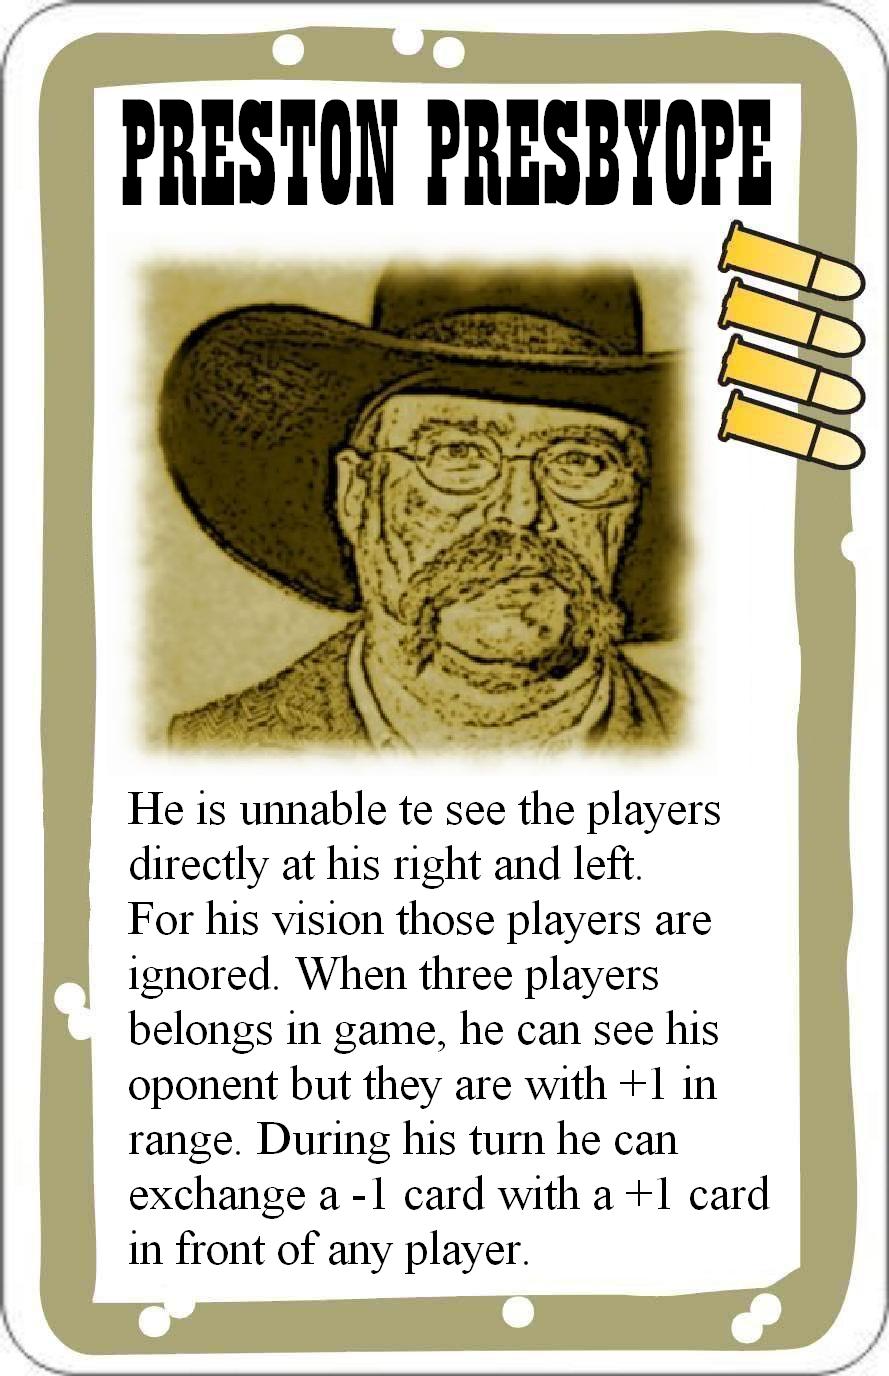 PRESTON PRESBYOPE
He is unnable te see the players
directly at his right and left.
For his vision those players are
ignored. When three players
belongs in game, he can see his
oponent but they are with +1 in
range. During his turn he can
exchange a -1 card with a +1 card
in front of any player.